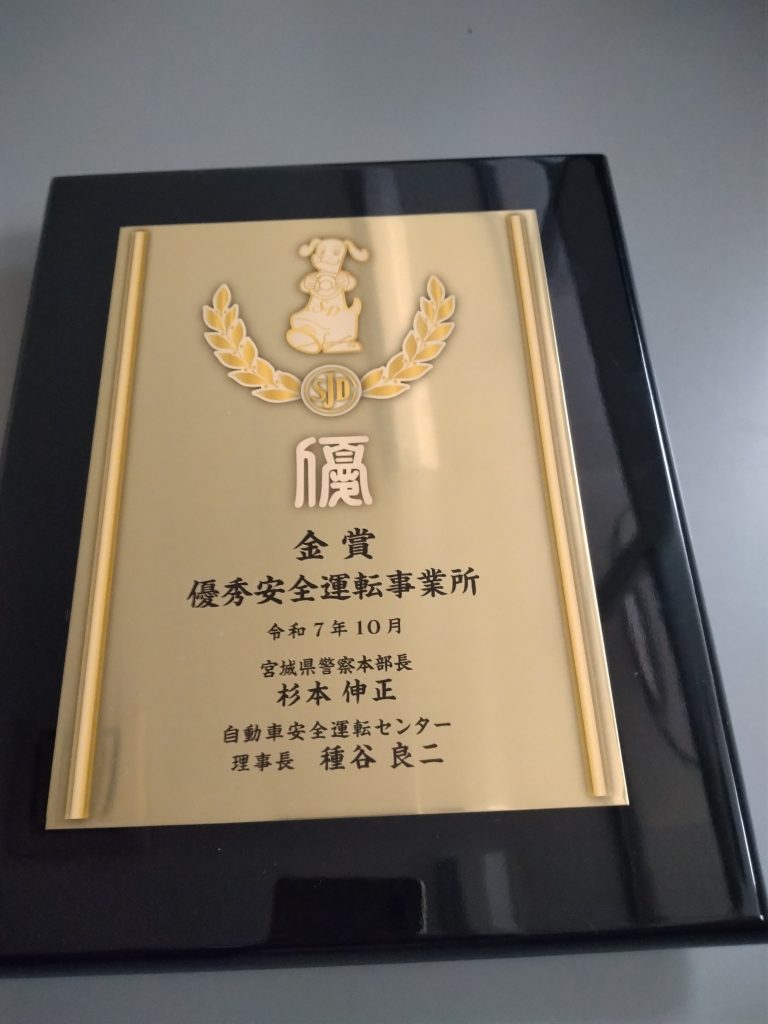 SD
SJD
優
金賞
優秀安全運転事業所
令和7年10月
宮城県警察本部長
杉本 伸正
自動車安全運転センター
理事長 種谷 良二